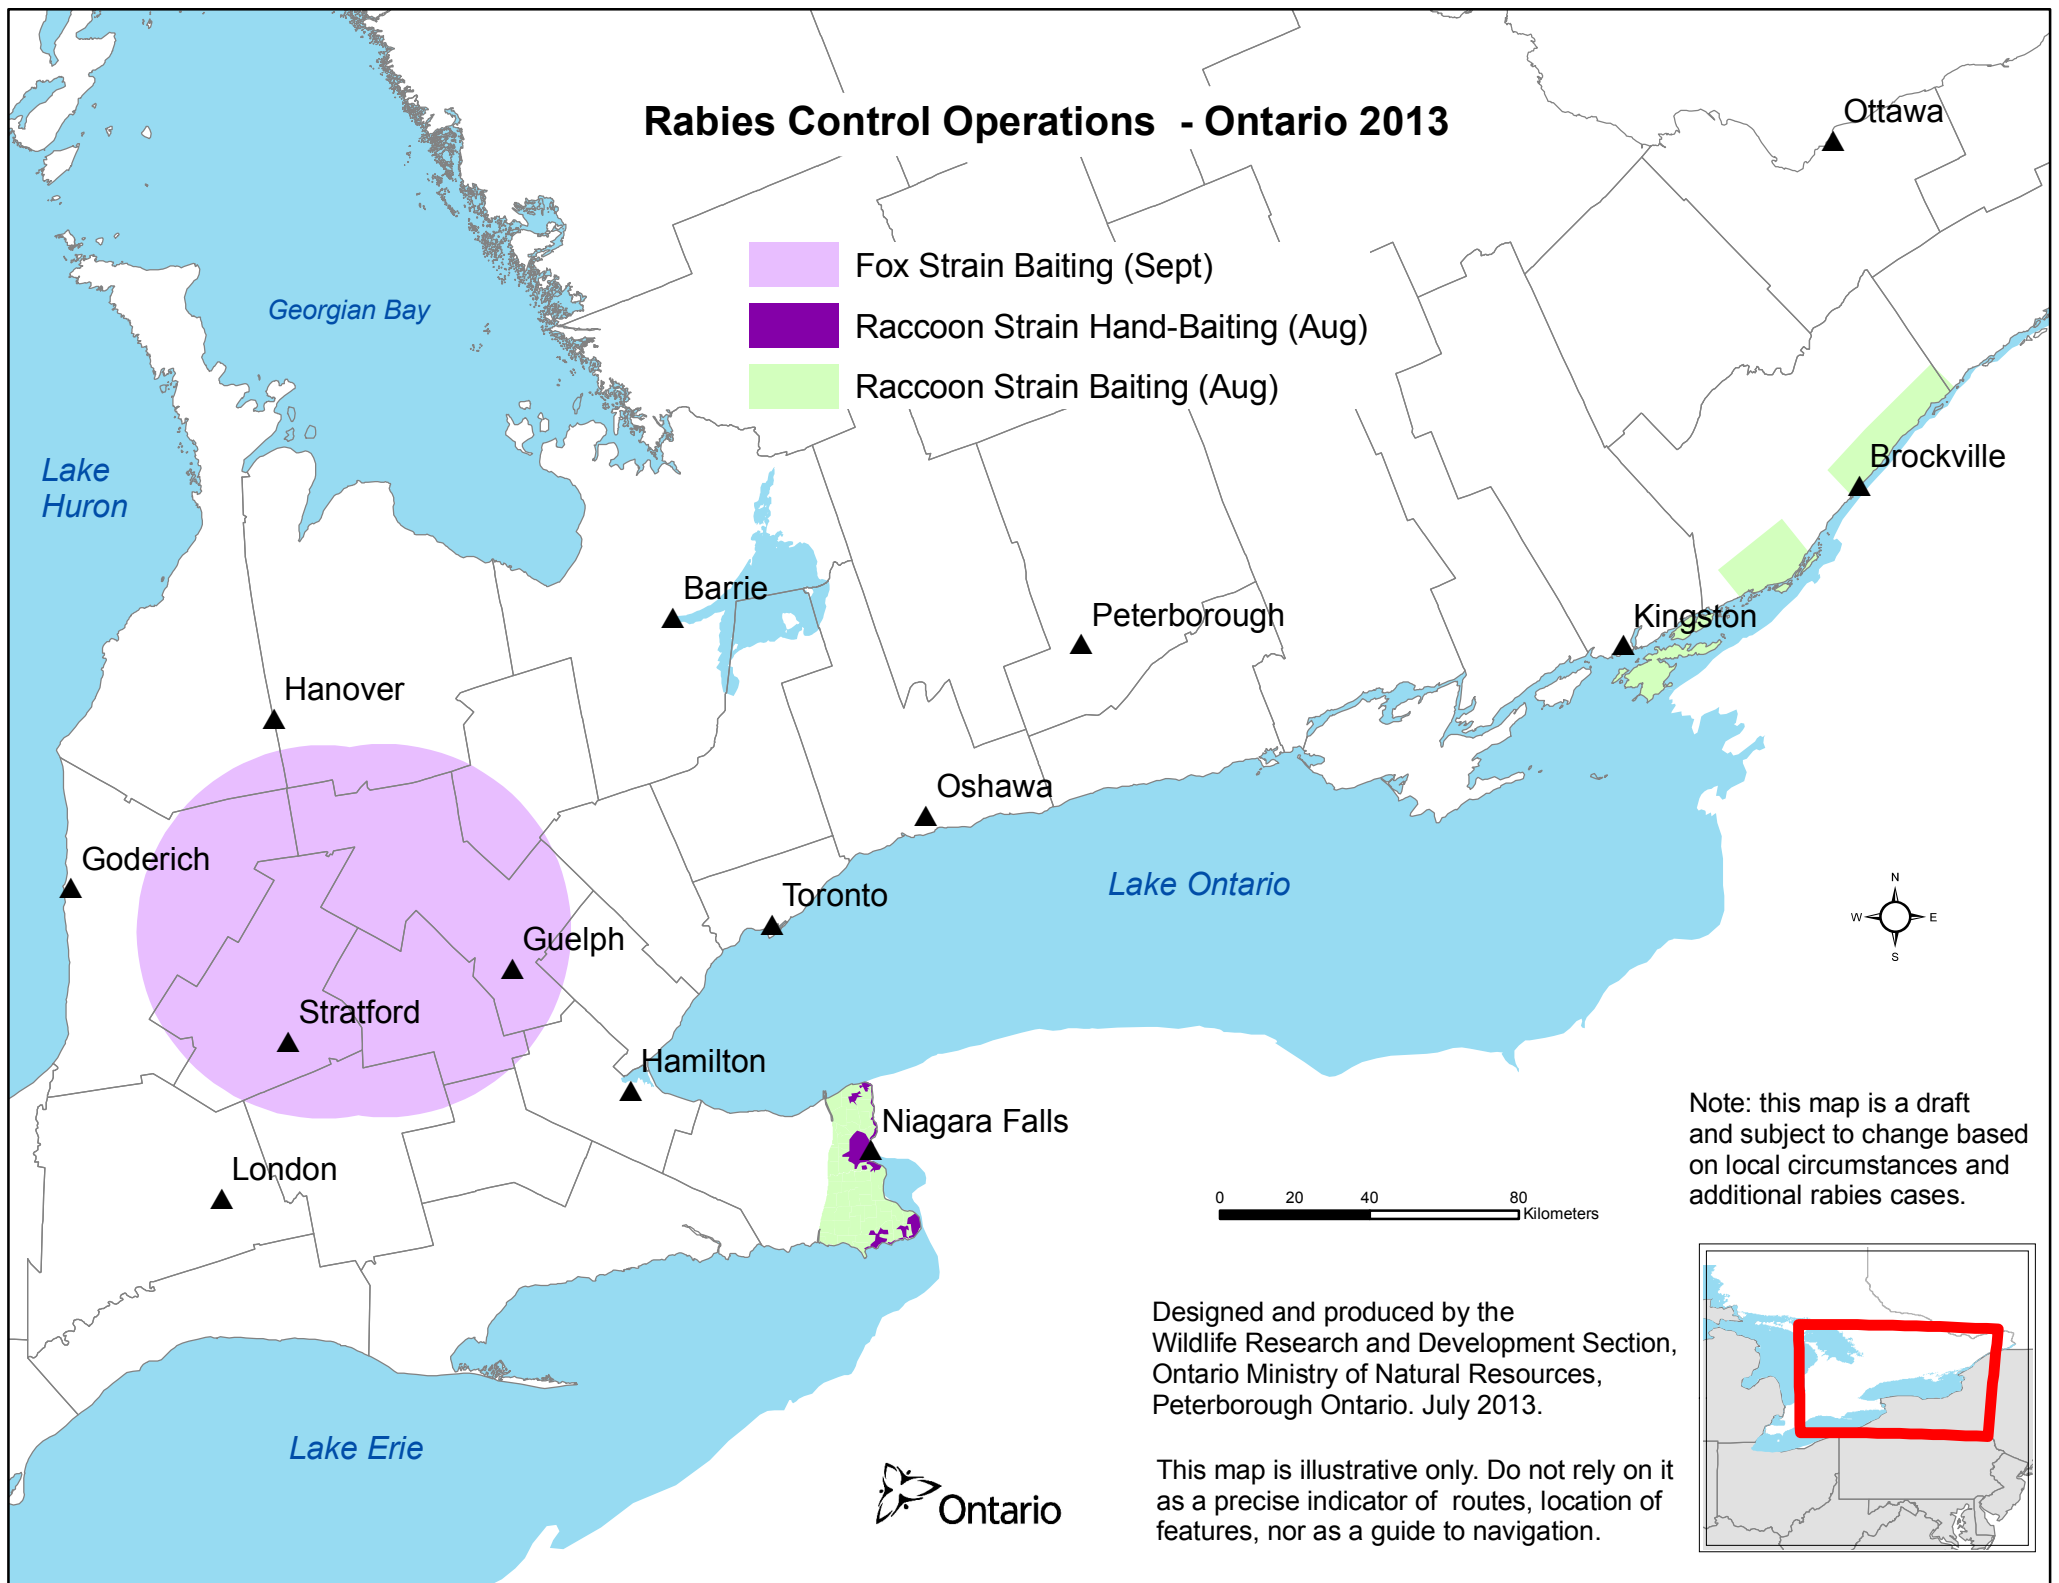 Rabies Control Operations - Ontario 2013
Ottawa
Fox Strain Baiting (Sept)
Raccoon Strain Hand-Baiting (Aug)
Raccoon Strain Baiting (Aug)
Georgian Bay
Lake
Huron
Brockville
Barrie
Peterborough
Kingston
Hanover
Oshawa
Goderich
Toronto
Lake Ontario
Guelph
Stratford
Hamilton
Niagara Falls
London
Lake Erie
N
W
E
S
Note: this map is a draft
and subject to change based
on local circumstances and
additional rabies cases.
0 20 40 80
Kilometers
Designed and produced by the
Wildlife Research and Development Section,
Ontario Ministry of Natural Resources,
Peterborough Ontario. July 2013.
This map is illustrative only. Do not rely on it
as a precise indicator of routes, location of
features, nor as a guide to navigation.
Ontario